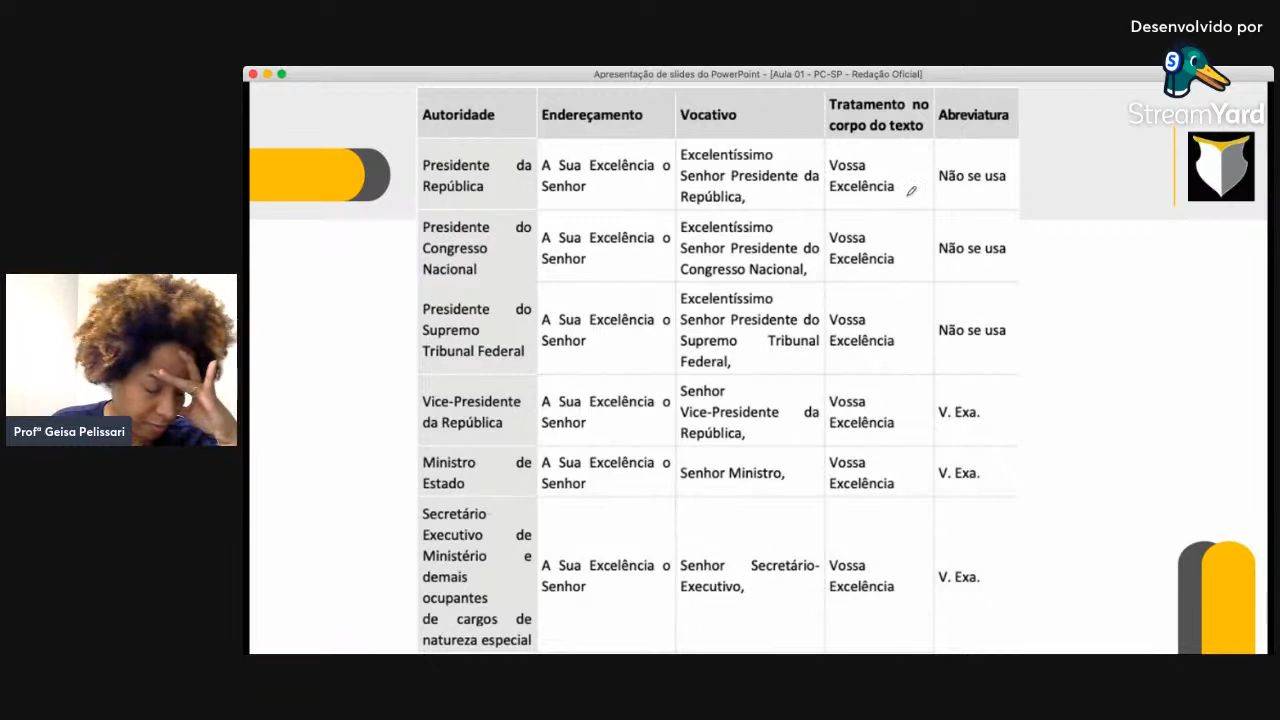 Desenvolvido por
S
StreamYard
Apresentação de slides do PowerPoint - [Aula 01 - PC-SP - Redação Oficial]
Autoridade
Endereçamento
Vocativo
Tratamento no
corpo do texto
Abreviatura
Presidente da
República
A Sua Excelência o
Senhor
Excelentíssimo
Senhor Presidente da
República,
Vossa
Excelência
Não se usa
Presidente do
Congresso
Nacional
A Sua Excelência o
Senhor
Excelentíssimo
Senhor Presidente do
Congresso Nacional,
Vossa
Excelência
Não se usa
Presidente do
Supremo
Tribunal Federal
A Sua Excelência o
Senhor
Excelentíssimo
Senhor Presidente do
Supremo Tribunal
Federal,
Vossa
Excelência
Não se usa
Vice-Presidente
da República
A Sua Excelência o
Senhor
Senhor
Vice-Presidente da
República,
Vossa
Excelência
V. Exa.
Ministro de
Estado
A Sua Excelência o
Senhor
Senhor Ministro,
Vossa
Excelência
V. Exa.
Secretário
Executivo de
Ministério e
demais
ocupantes
de cargos de
natureza especial
A Sua Excelência o
Senhor
Senhor Secretário-
Executivo,
Vossa
Excelência
V. Exa.
Profª Geisa Pelissari